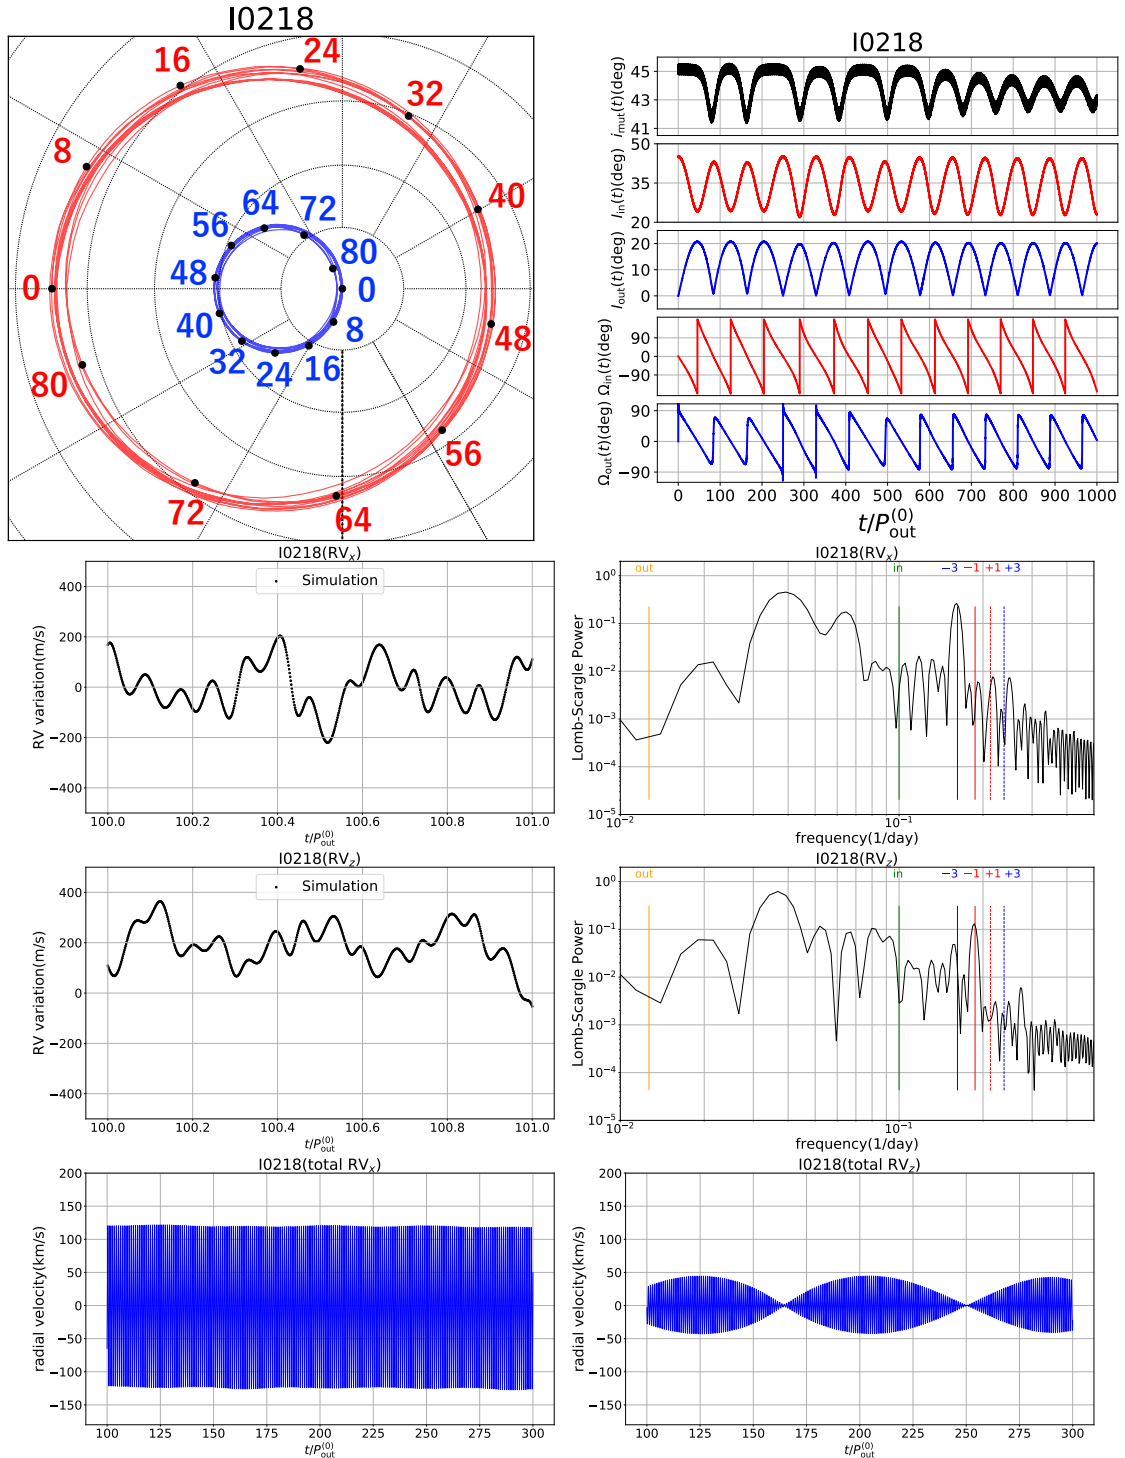 I0218
0
8
16
24
32
40
48
56
64
72
80
0
8
16
24
32
40
48
56
64
72
80
I0218
i_mut(t)(deg)
45
43
41
I_in(t)(deg)
50
35
20
I_out(t)(deg)
20
10
0
Ω_in(t)(deg)
90
0
−90
Ω_out(t)(deg)
90
0
−90
0 100 200 300 400 500 600 700 800 900 1000
t/P_out^(0)
I0218(RV_x)
Simulation
RV variation(m/s)
400
200
0
−200
−400
100.0 100.2 100.4 100.6 100.8 101.0
t/P_out^(0)
I0218(RV_x)
out in −3 −1 +1 +3
Lomb-Scargle Power
10^0
10^−1
10^−2
10^−3
10^−4
10^−5
10^−2 10^−1
frequency(1/day)
I0218(RV_z)
Simulation
RV variation(m/s)
400
200
0
−200
−400
100.0 100.2 100.4 100.6 100.8 101.0
t/P_out^(0)
I0218(RV_z)
out in −3 −1 +1 +3
Lomb-Scargle Power
10^0
10^−1
10^−2
10^−3
10^−4
10^−5
10^−2 10^−1
frequency(1/day)
I0218(total RV_x)
radial velocity(km/s)
200
150
100
50
0
−50
−100
−150
100 125 150 175 200 225 250 275 300
t/P_out^(0)
I0218(total RV_z)
radial velocity(km/s)
200
150
100
50
0
−50
−100
−150
100 125 150 175 200 225 250 275 300
t/P_out^(0)